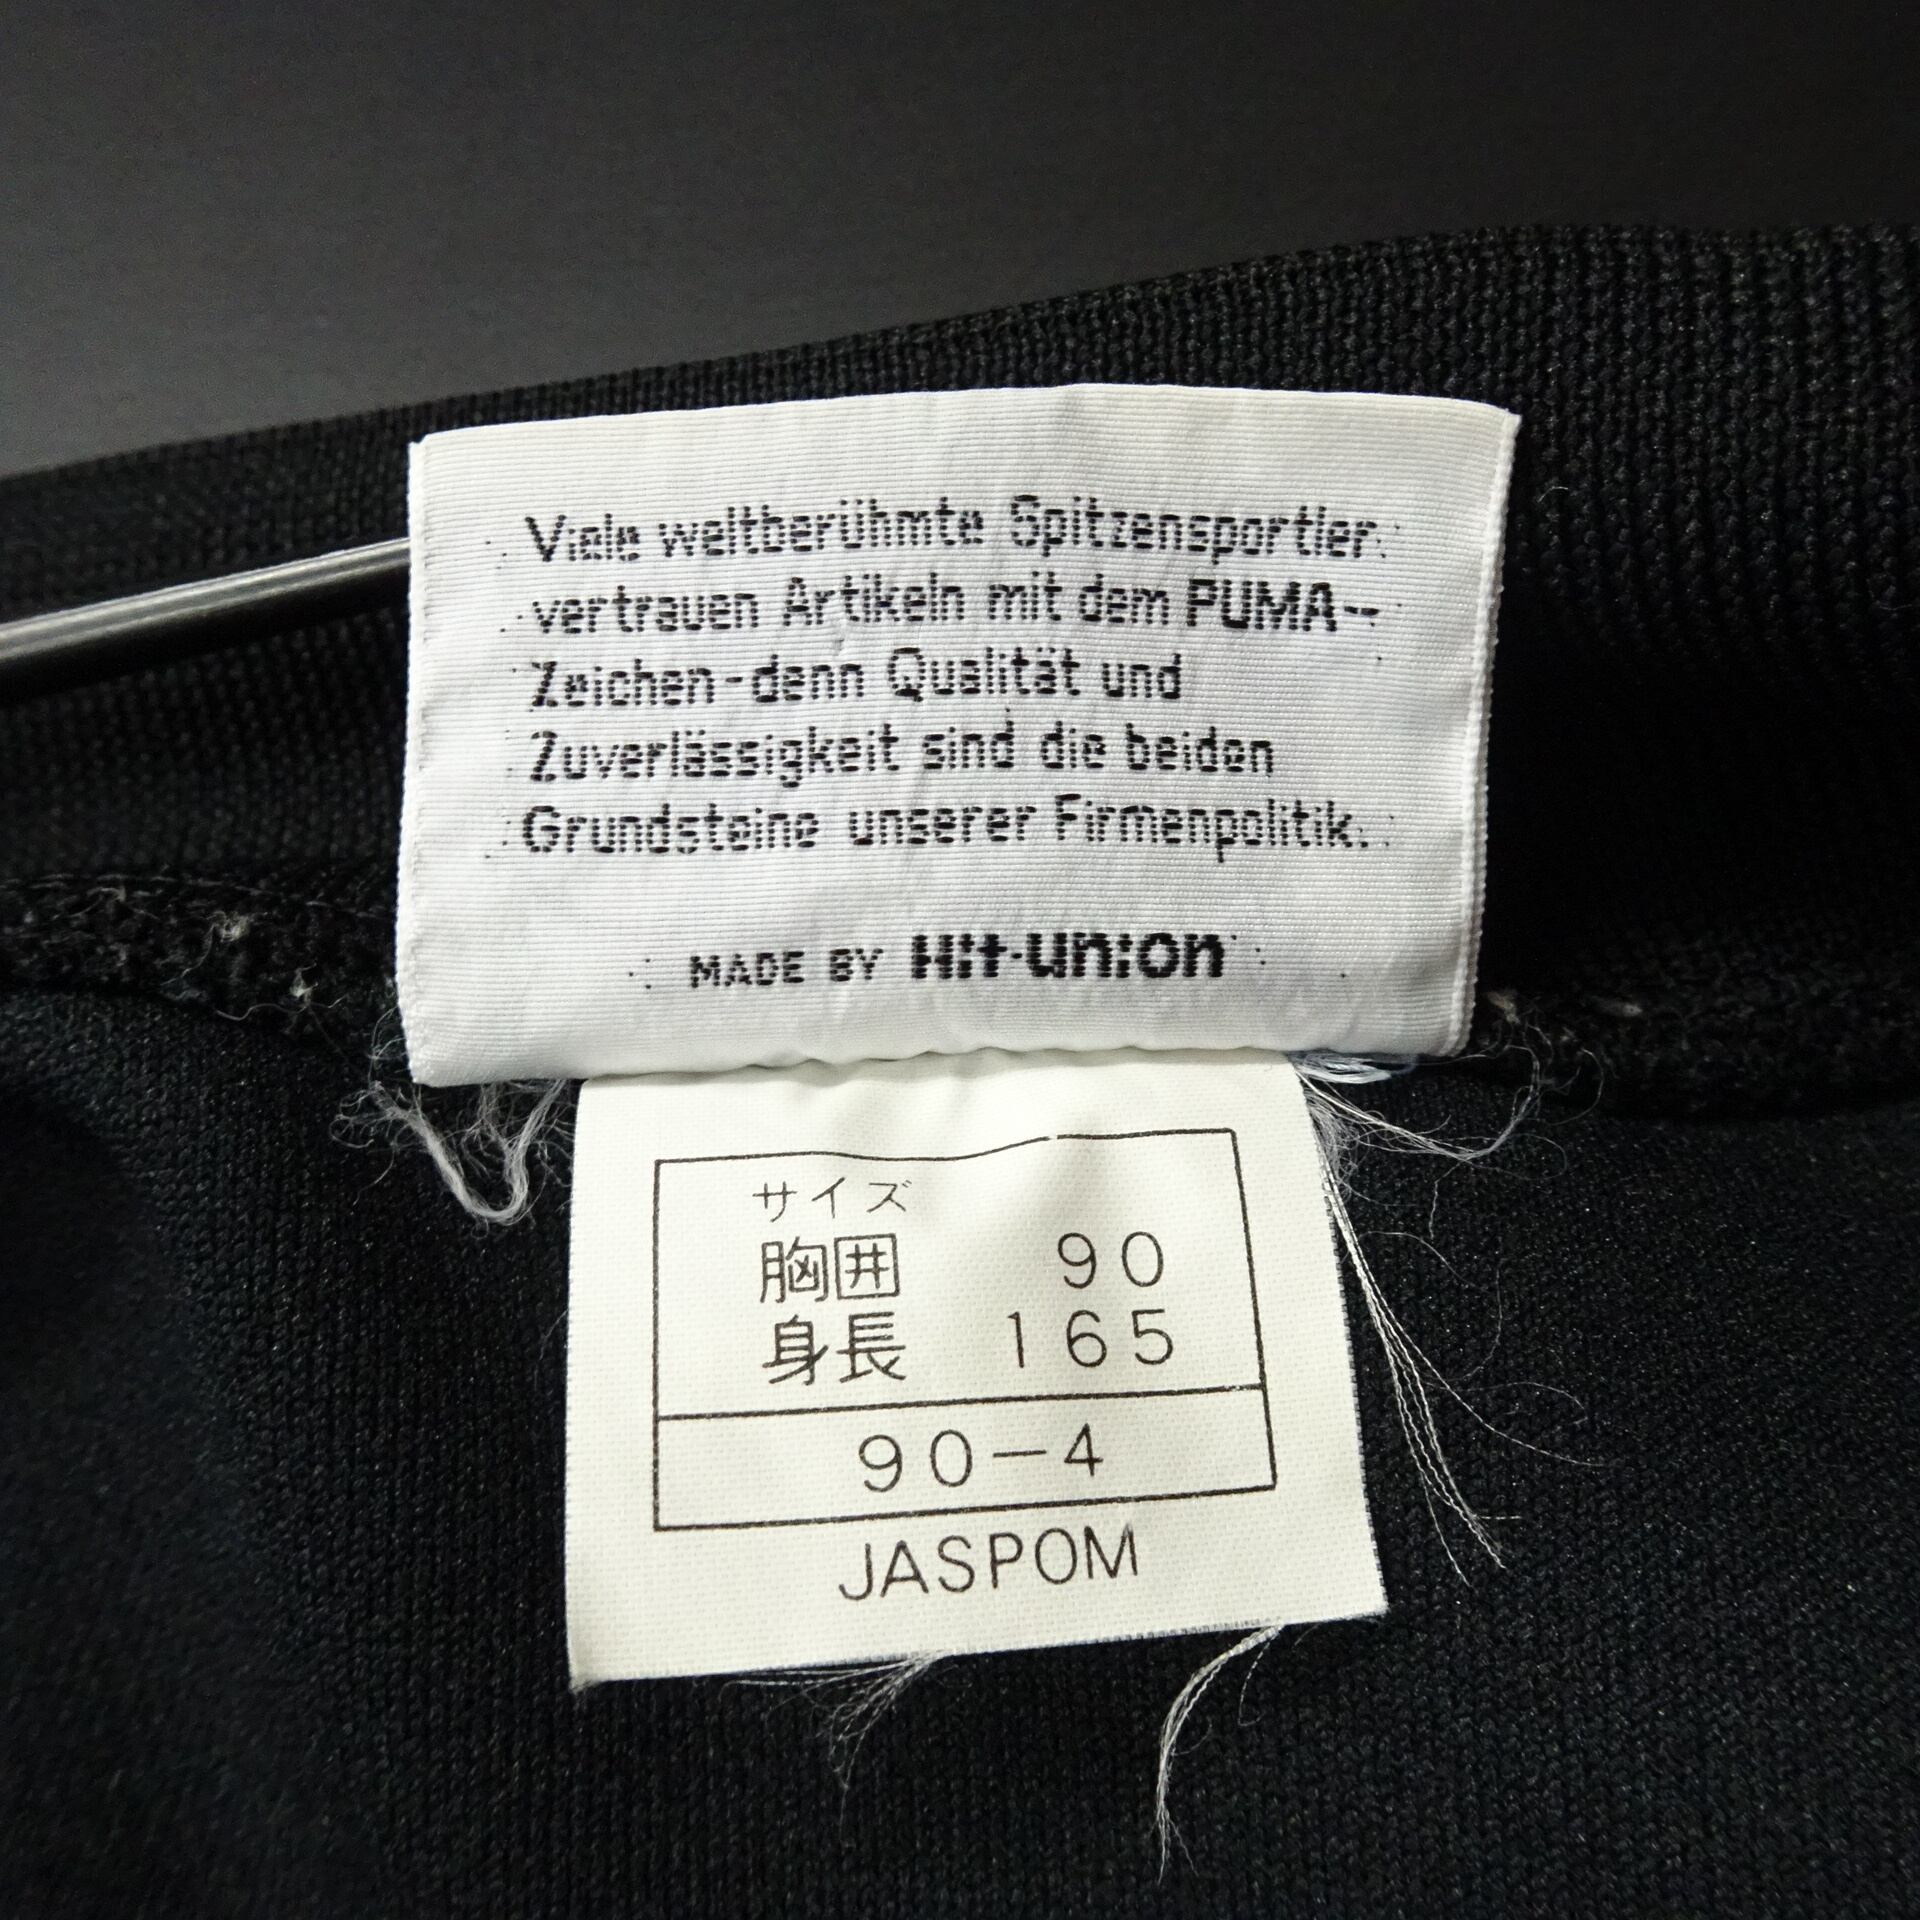 Viele weltberühmte Spitzensportler
vertrauen Artikeln mit dem PUMA-
Zeichen-denn Qualität und
Zuverlässigkeit sind die beiden
Grundsteine unserer Firmenpolitik.
MADE BY Hit-union
サイズ
胸囲 90
身長 165
90-4
JASPOM